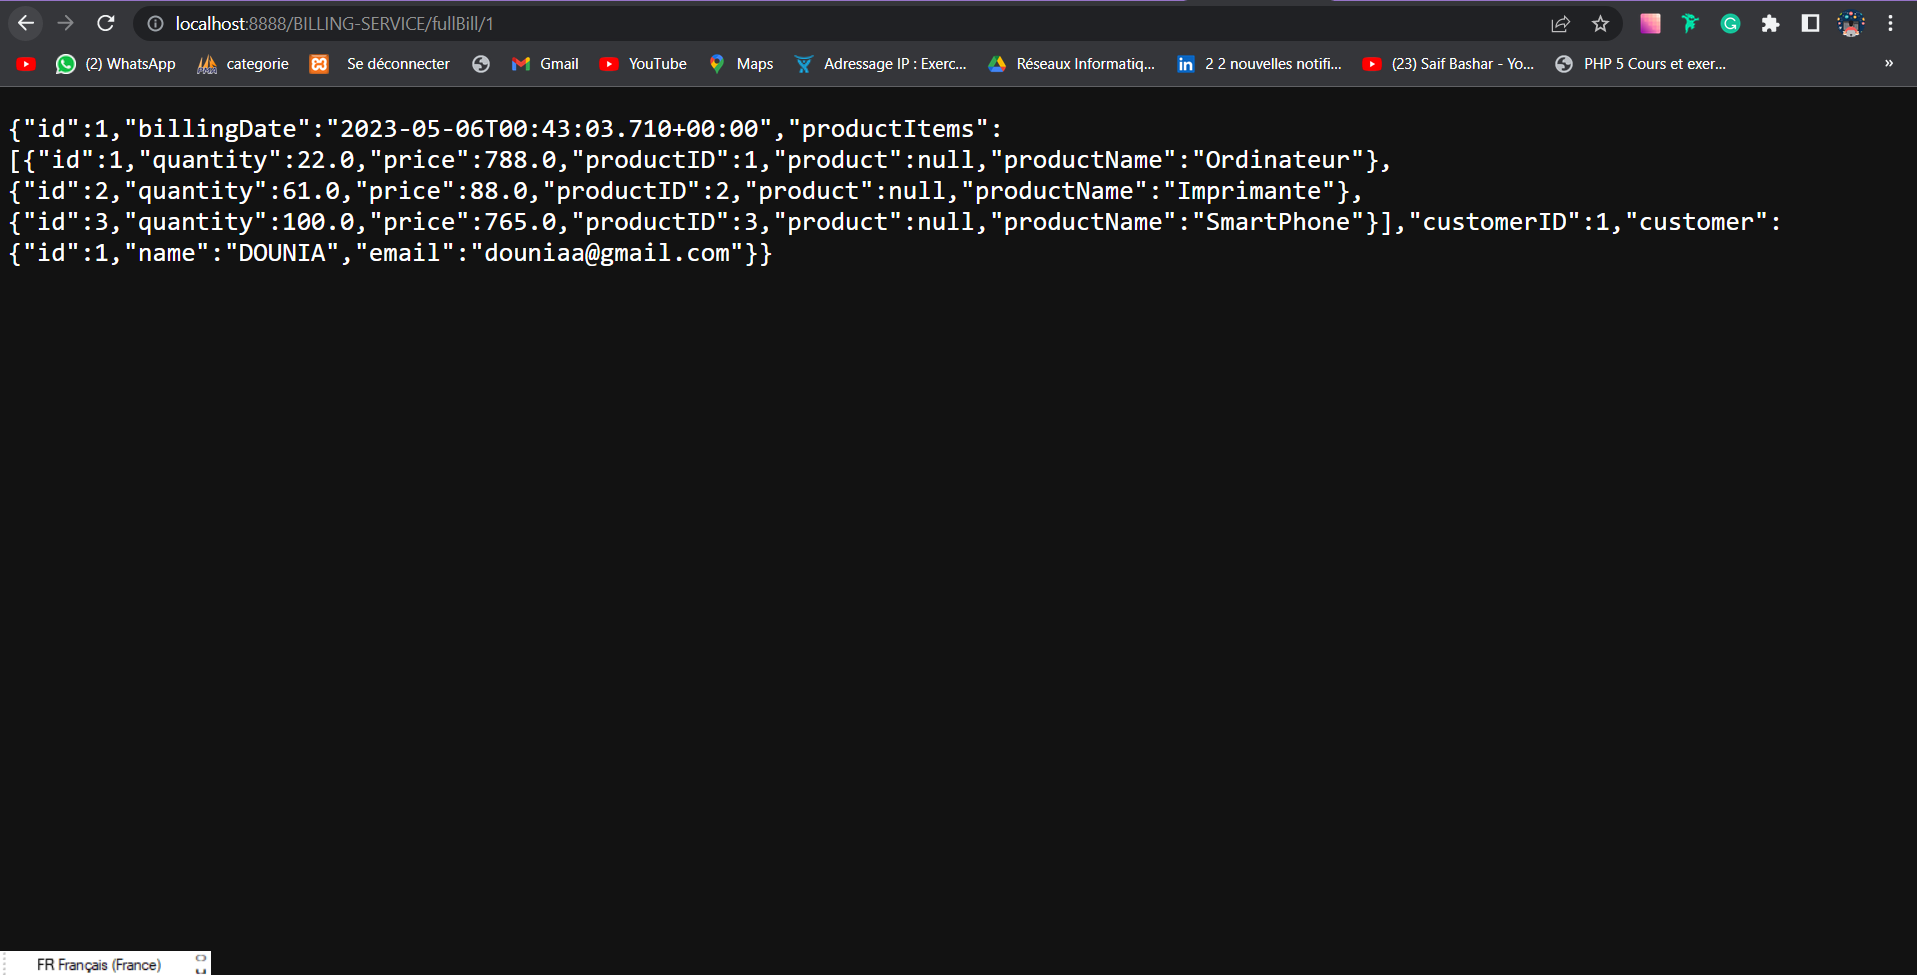 localhost:8888/BILLING-SERVICE/fullBill/1
(2) WhatsApp categorie Se déconnecter Gmail YouTube Maps Adressage IP : Exerc... Réseaux Informatiq... 2 2 nouvelles notifi... (23) Saif Bashar - Yo... PHP 5 Cours et exer... »
{"id":1,"billingDate":"2023-05-06T00:43:03.710+00:00","productItems":
[{"id":1,"quantity":22.0,"price":788.0,"productID":1,"product":null,"productName":"Ordinateur"},
{"id":2,"quantity":61.0,"price":88.0,"productID":2,"product":null,"productName":"Imprimante"},
{"id":3,"quantity":100.0,"price":765.0,"productID":3,"product":null,"productName":"SmartPhone"}],"customerID":1,"customer":
{"id":1,"name":"DOUNIA","email":"douniaa@gmail.com"}}
FR Français (France)